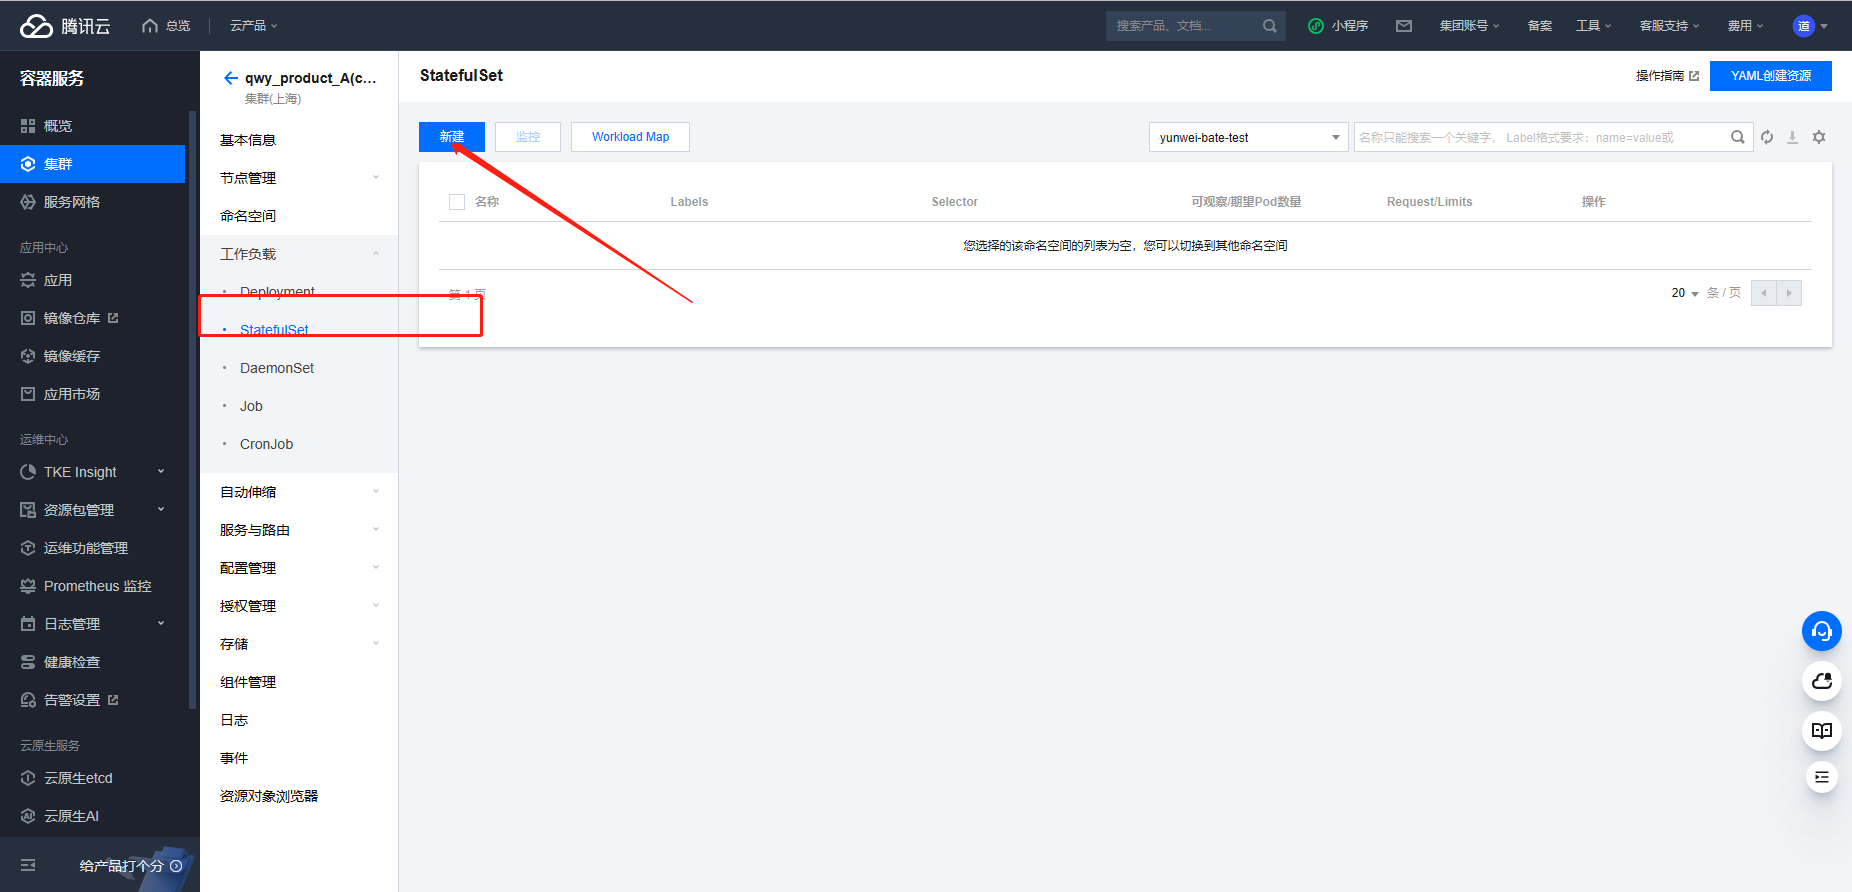 腾讯云
总览
云产品
搜索产品、文档...
小程序
集团账号
备案
工具
客服支持
费用
道
容器服务
概览
集群
服务网格
应用中心
应用
镜像仓库
镜像缓存
应用市场
运维中心
TKE Insight
资源包管理
运维功能管理
Prometheus 监控
日志管理
健康检查
告警设置
云原生服务
云原生etcd
云原生AI
给产品打个分
qwy_product_A(c...
集群(上海)
基本信息
节点管理
命名空间
工作负载
Deployment
StatefulSet
DaemonSet
Job
CronJob
自动伸缩
服务与路由
配置管理
授权管理
存储
组件管理
日志
事件
资源对象浏览器
StatefulSet
操作指南
YAML创建资源
新建
监控
Workload Map
yunwei-bate-test
名称只能搜索一个关键字， Label格式要求：name=value或
名称
Labels
Selector
可观察/期望Pod数量
Request/Limits
操作
您选择的该命名空间的列表为空，您可以切换到其他命名空间
第 1 页
20 条 / 页